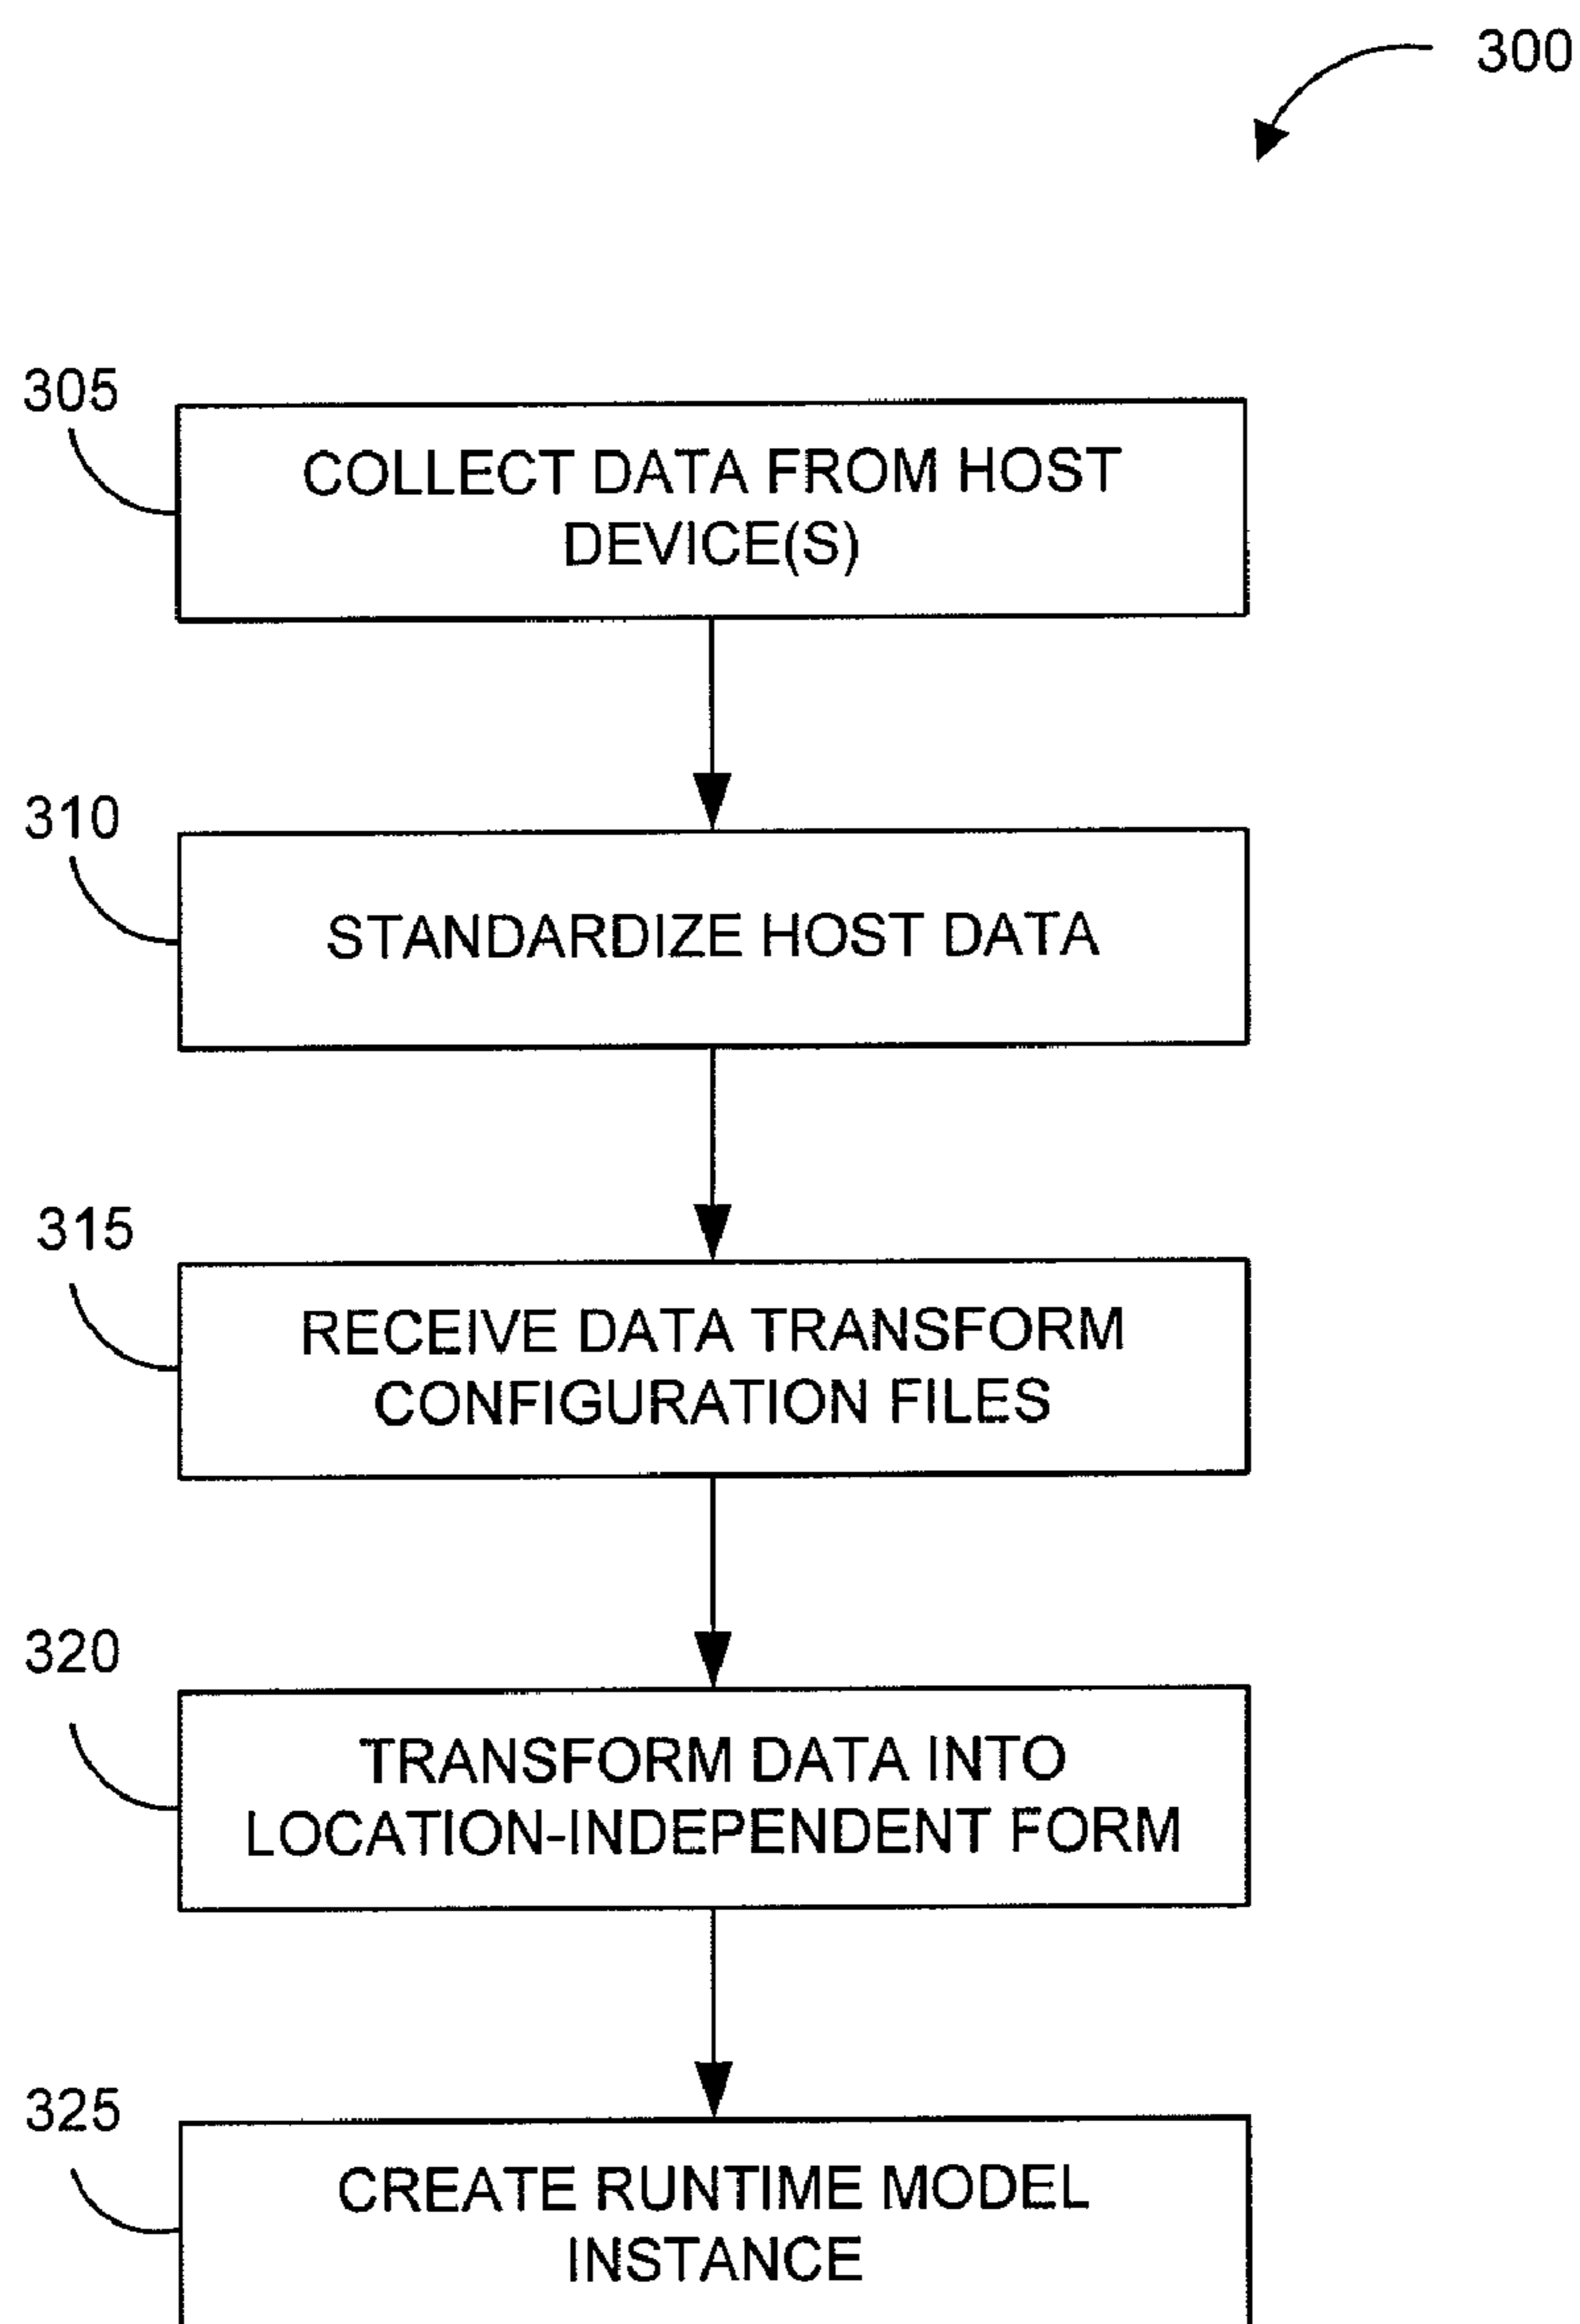 300
305
COLLECT DATA FROM HOST
DEVICE(S)
310
STANDARDIZE HOST DATA
315
RECEIVE DATA TRANSFORM
CONFIGURATION FILES
320
TRANSFORM DATA INTO
LOCATION-INDEPENDENT FORM
325
CREATE RUNTIME MODEL
INSTANCE